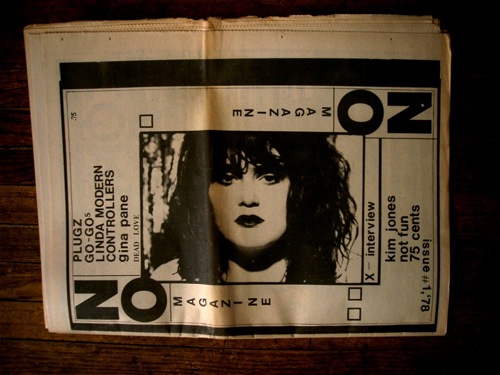 NO
MAGAZINE
NO
MAGAZINE
.75
PLUGZ
GO-GOs
LINDA MODERN
CONTROLLERS
gina pane
DEAD LOVE
X — interview
kim jones
not fun
75 cents
issue #1,'78